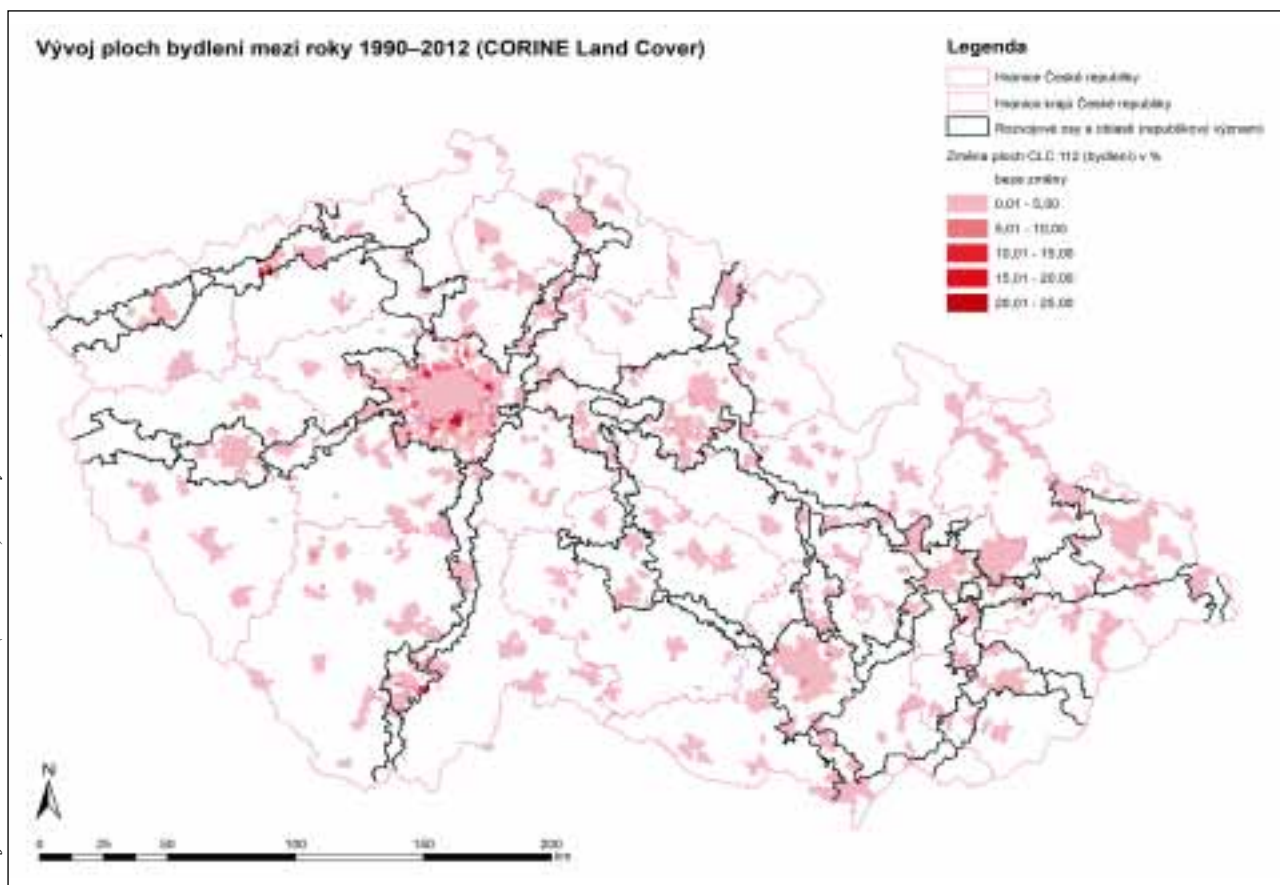 Vývoj ploch bydlení mezi roky 1990–2012 (CORINE Land Cover)
Legenda
Hranice České republiky
Hranice krajů České republiky
Rozvojové osy a oblasti (republikový význam)
Změna ploch CLC 112 (bydlení) v %
beze změny
0,01 - 5,00
5,01 - 10,00
10,01 - 15,00
15,01 - 20,00
20,01 - 25,00
N
0 25 50 100 150 200
km